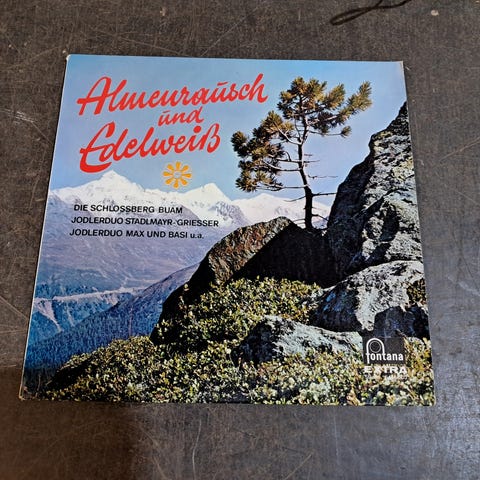 Almenrausch
und
Edelweiß
DIE SCHLOSSBERG BUAM
JODLERDUO STADLMAYR-GRIESSER
JODLERDUO MAX UND BASI u.a.
fontana
EXTRA